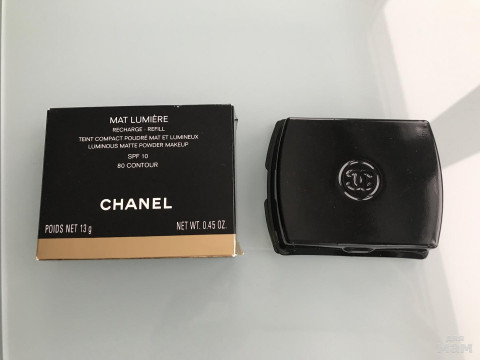 MAT LUMIÈRE
RECHARGE - REFILL
TEINT COMPACT POUDRÉ MAT ET LUMINEUX
LUMINOUS MATTE POWDER MAKEUP
SPF 10
80 CONTOUR
CHANEL
POIDS NET 13 g NET WT. 0.45 OZ.